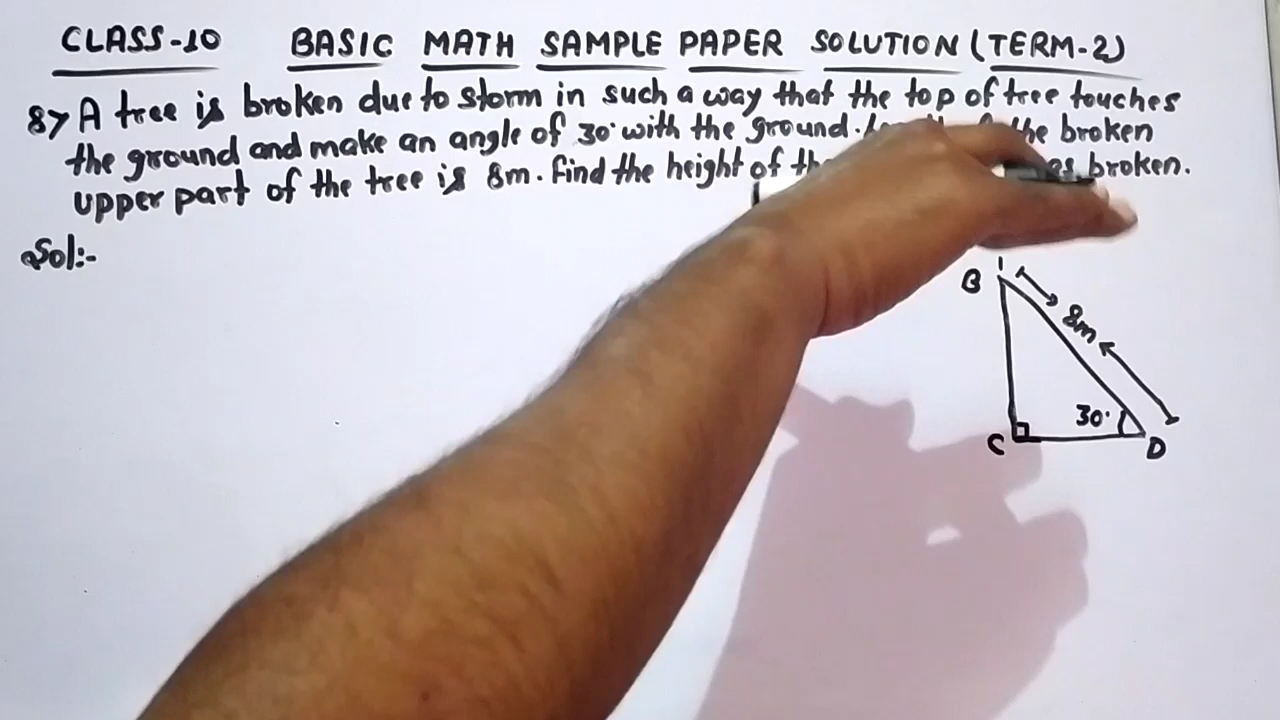 CLASS-10 BASIC MATH SAMPLE PAPER SOLUTION (TERM-2)
8> A tree is broken due to storm in such a way that the top of tree touches
the ground and make an angle of 30° with the ground. the broken
upper part of the tree is 8m. Find the height of broken.
Sol:-
B
8m
30°
C
D